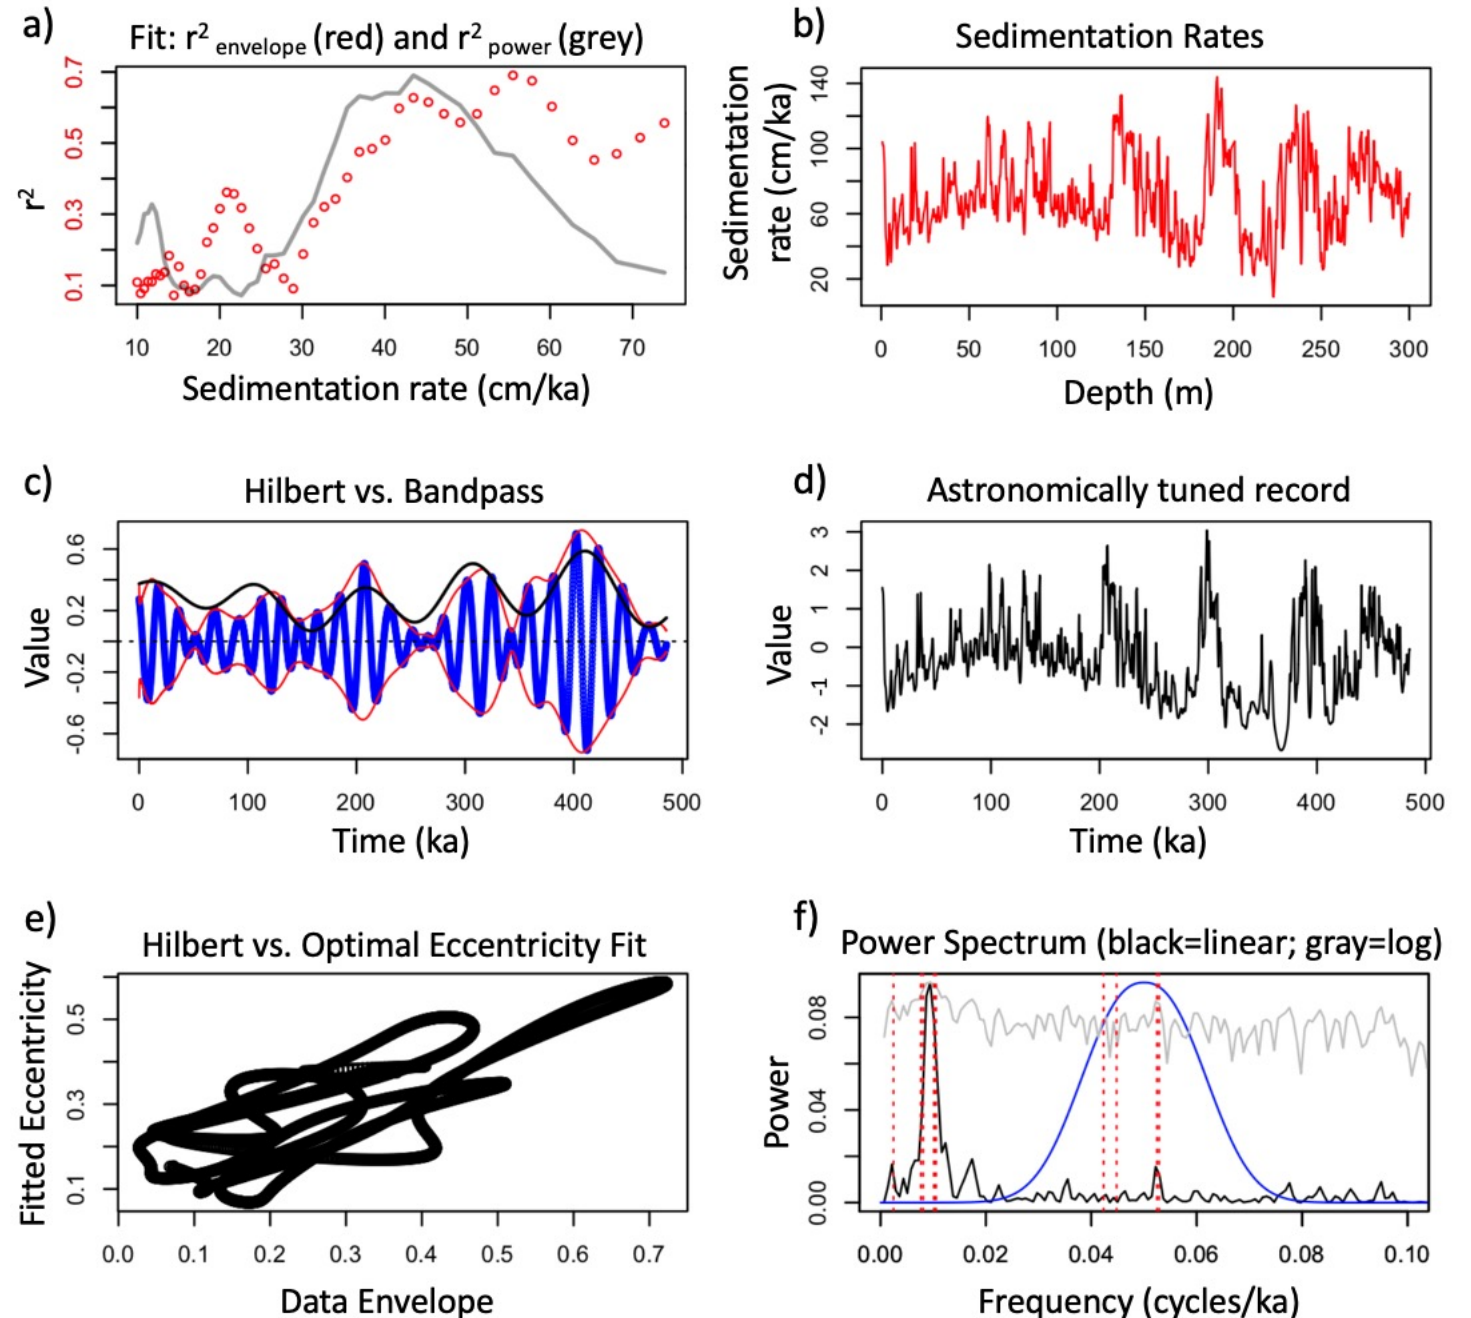 a)
Fit: r² envelope (red) and r² power (grey)
0.7
0.5
0.3
0.1
r²
10 20 30 40 50 60 70
Sedimentation rate (cm/ka)
b)
Sedimentation Rates
Sedimentation
rate (cm/ka)
140
100
60
20
0 50 100 150 200 250 300
Depth (m)
c)
Hilbert vs. Bandpass
Value
0.6
0.2
-0.2
-0.6
0 100 200 300 400 500
Time (ka)
d)
Astronomically tuned record
Value
3
2
1
0
-1
-2
0 100 200 300 400 500
Time (ka)
e)
Hilbert vs. Optimal Eccentricity Fit
Fitted Eccentricity
0.5
0.3
0.1
0.0 0.1 0.2 0.3 0.4 0.5 0.6 0.7
Data Envelope
f)
Power Spectrum (black=linear; gray=log)
Power
0.08
0.04
0.00
0.00 0.02 0.04 0.06 0.08 0.10
Frequency (cycles/ka)